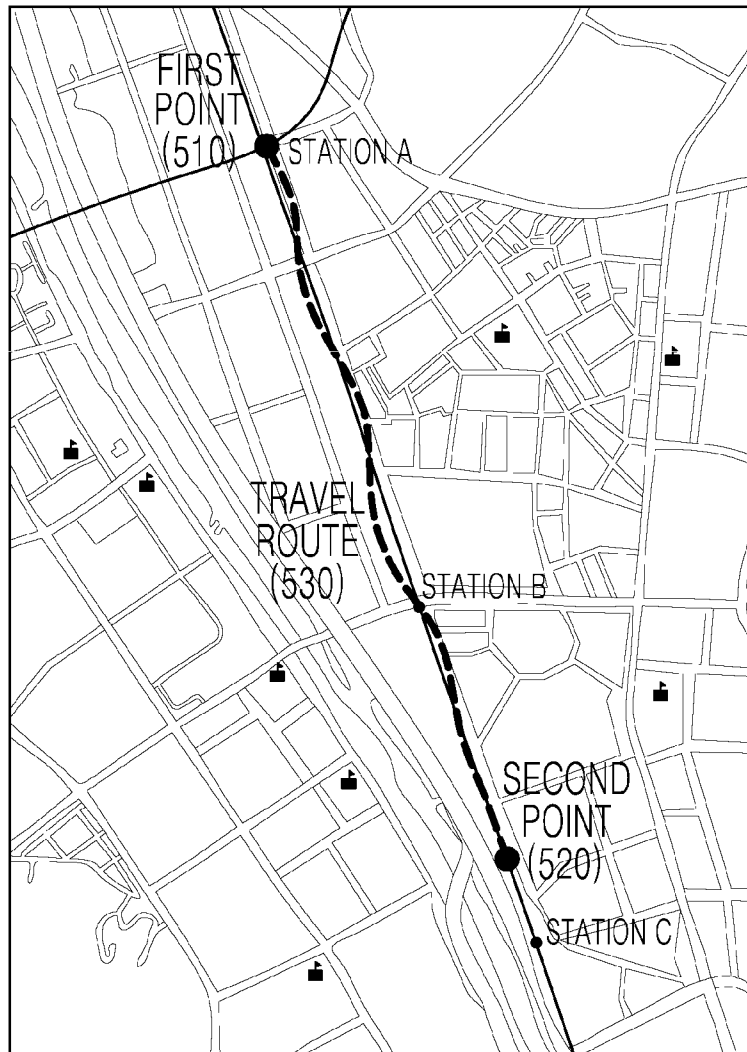 FIRST
POINT
(510)
STATION A
TRAVEL
ROUTE
(530)
STATION B
SECOND
POINT
(520)
STATION C